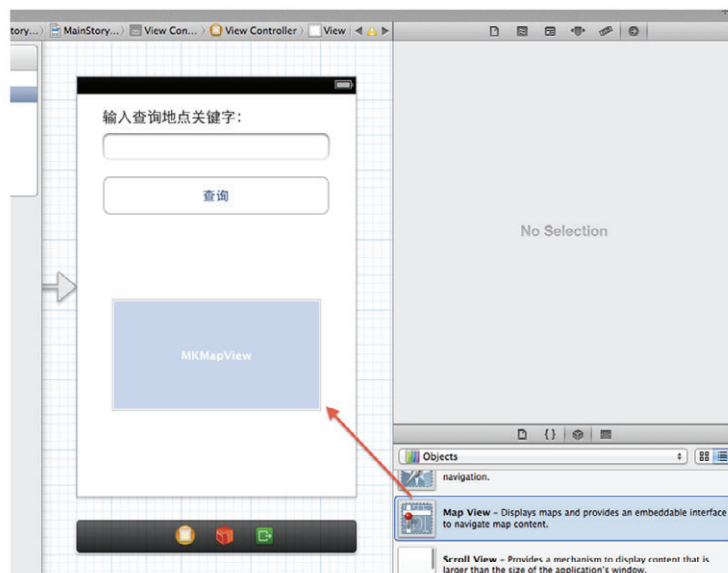 tory...) MainStory...) View Con... View Controller View
输入查询地点关键字：
查询
No Selection
MKMapView
{}
Objects
navigation.
Map View – Displays maps and provides an embeddable interface
to navigate map content.
Scroll View – Provides a mechanism to display content that is
larger than the size of the application's window.